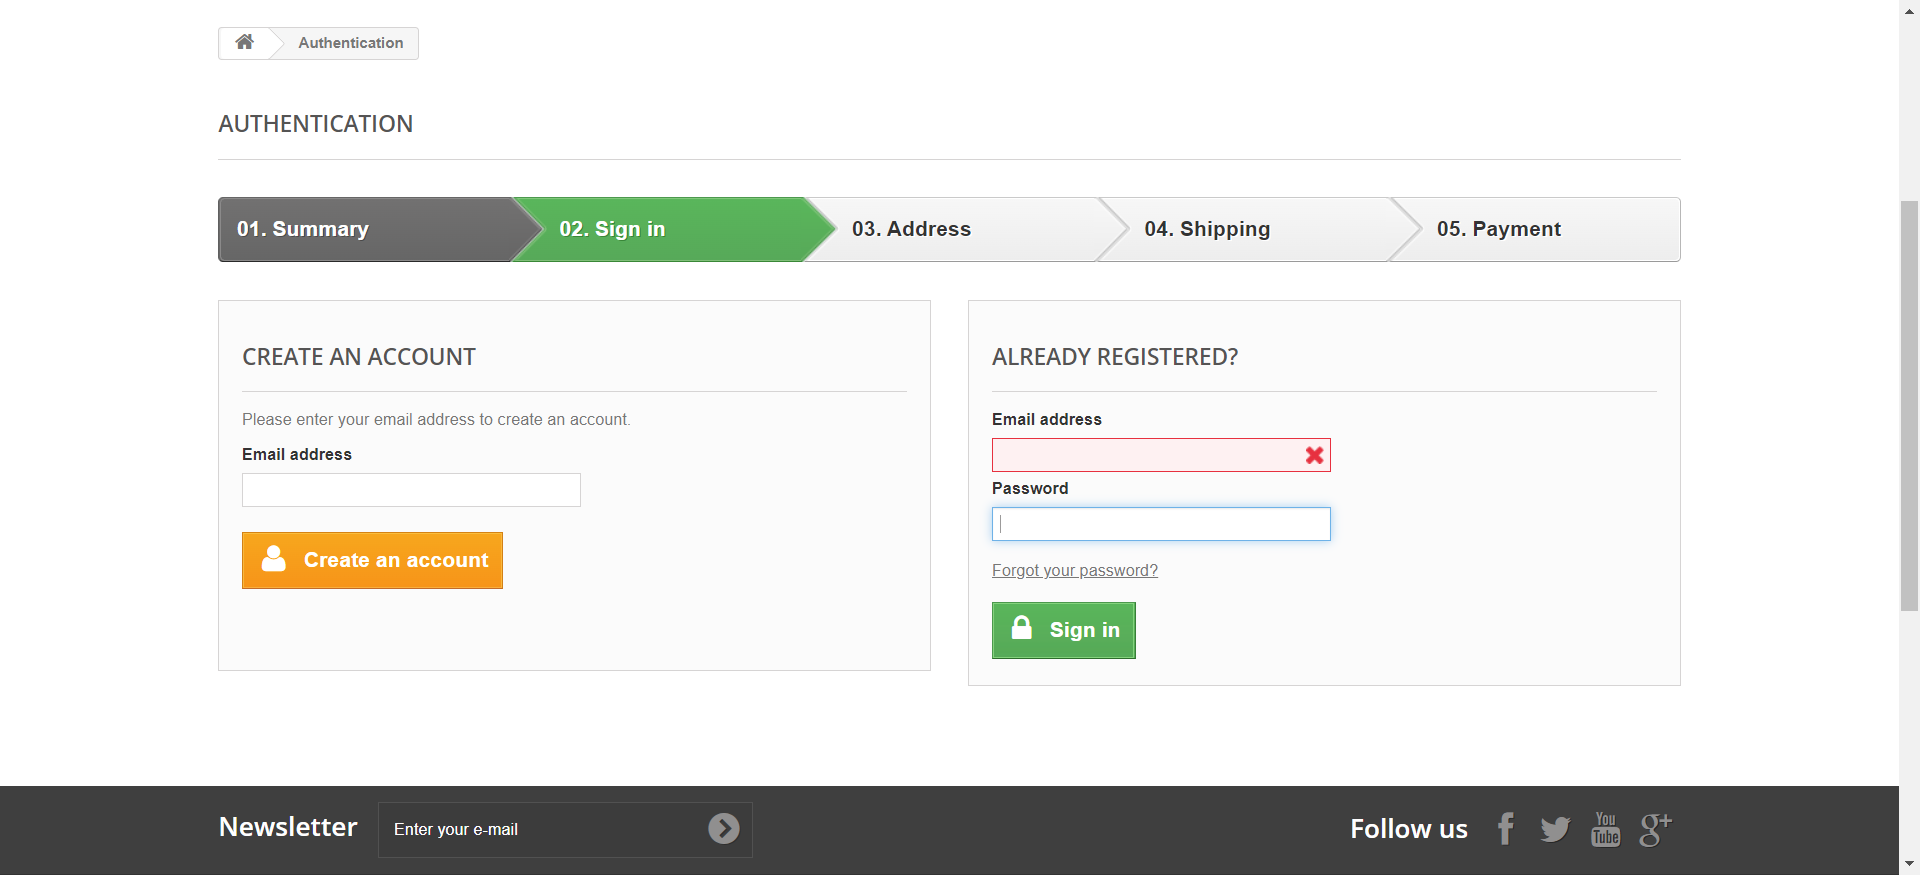 Authentication
AUTHENTICATION
01. Summary
02. Sign in
03. Address
04. Shipping
05. Payment
CREATE AN ACCOUNT
Please enter your email address to create an account.
Email address
Create an account
ALREADY REGISTERED?
Email address
Password
Forgot your password?
Sign in
Newsletter
Enter your e-mail
Follow us
f
You
Tube
g+